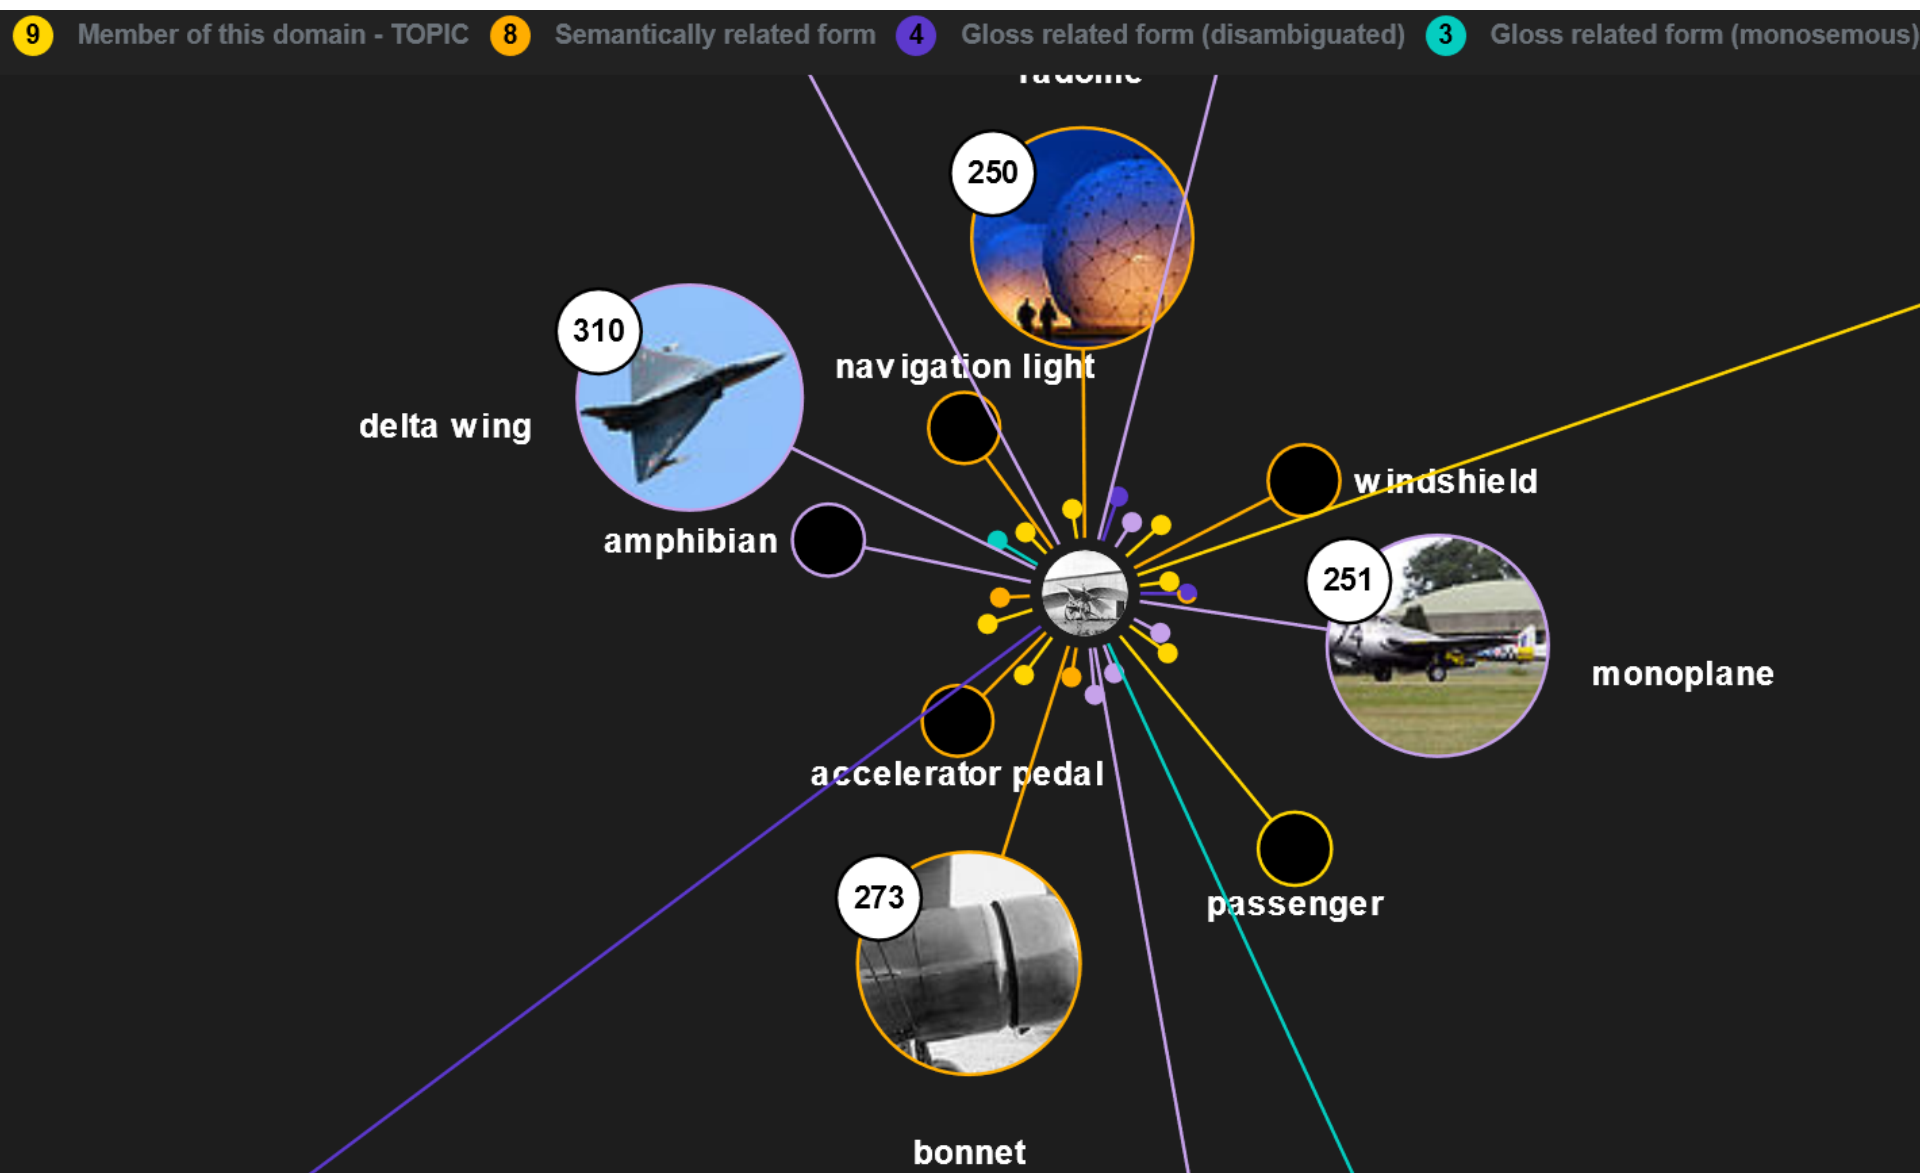 9 Member of this domain - TOPIC 8 Semantically related form 4 Gloss related form (disambiguated) 3 Gloss related form (monosemous)
radome
250
310
navigation light
delta wing
windshield
amphibian
251
monoplane
accelerator pedal
273
passenger
bonnet